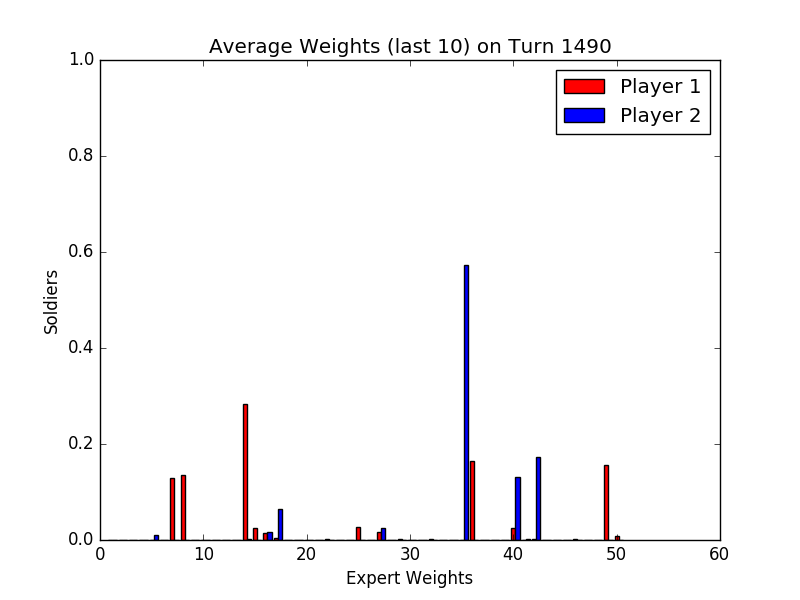 Average Weights (last 10) on Turn 1490
1.0
Player 1
Player 2
0.8
0.6
Soldiers
0.4
0.2
0.0
0 10 20 30 40 50 60
Expert Weights